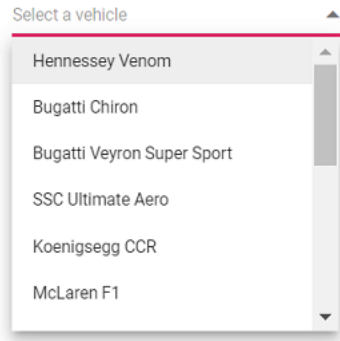 Select a vehicle
Hennessey Venom
Bugatti Chiron
Bugatti Veyron Super Sport
SSC Ultimate Aero
Koenigsegg CCR
McLaren F1